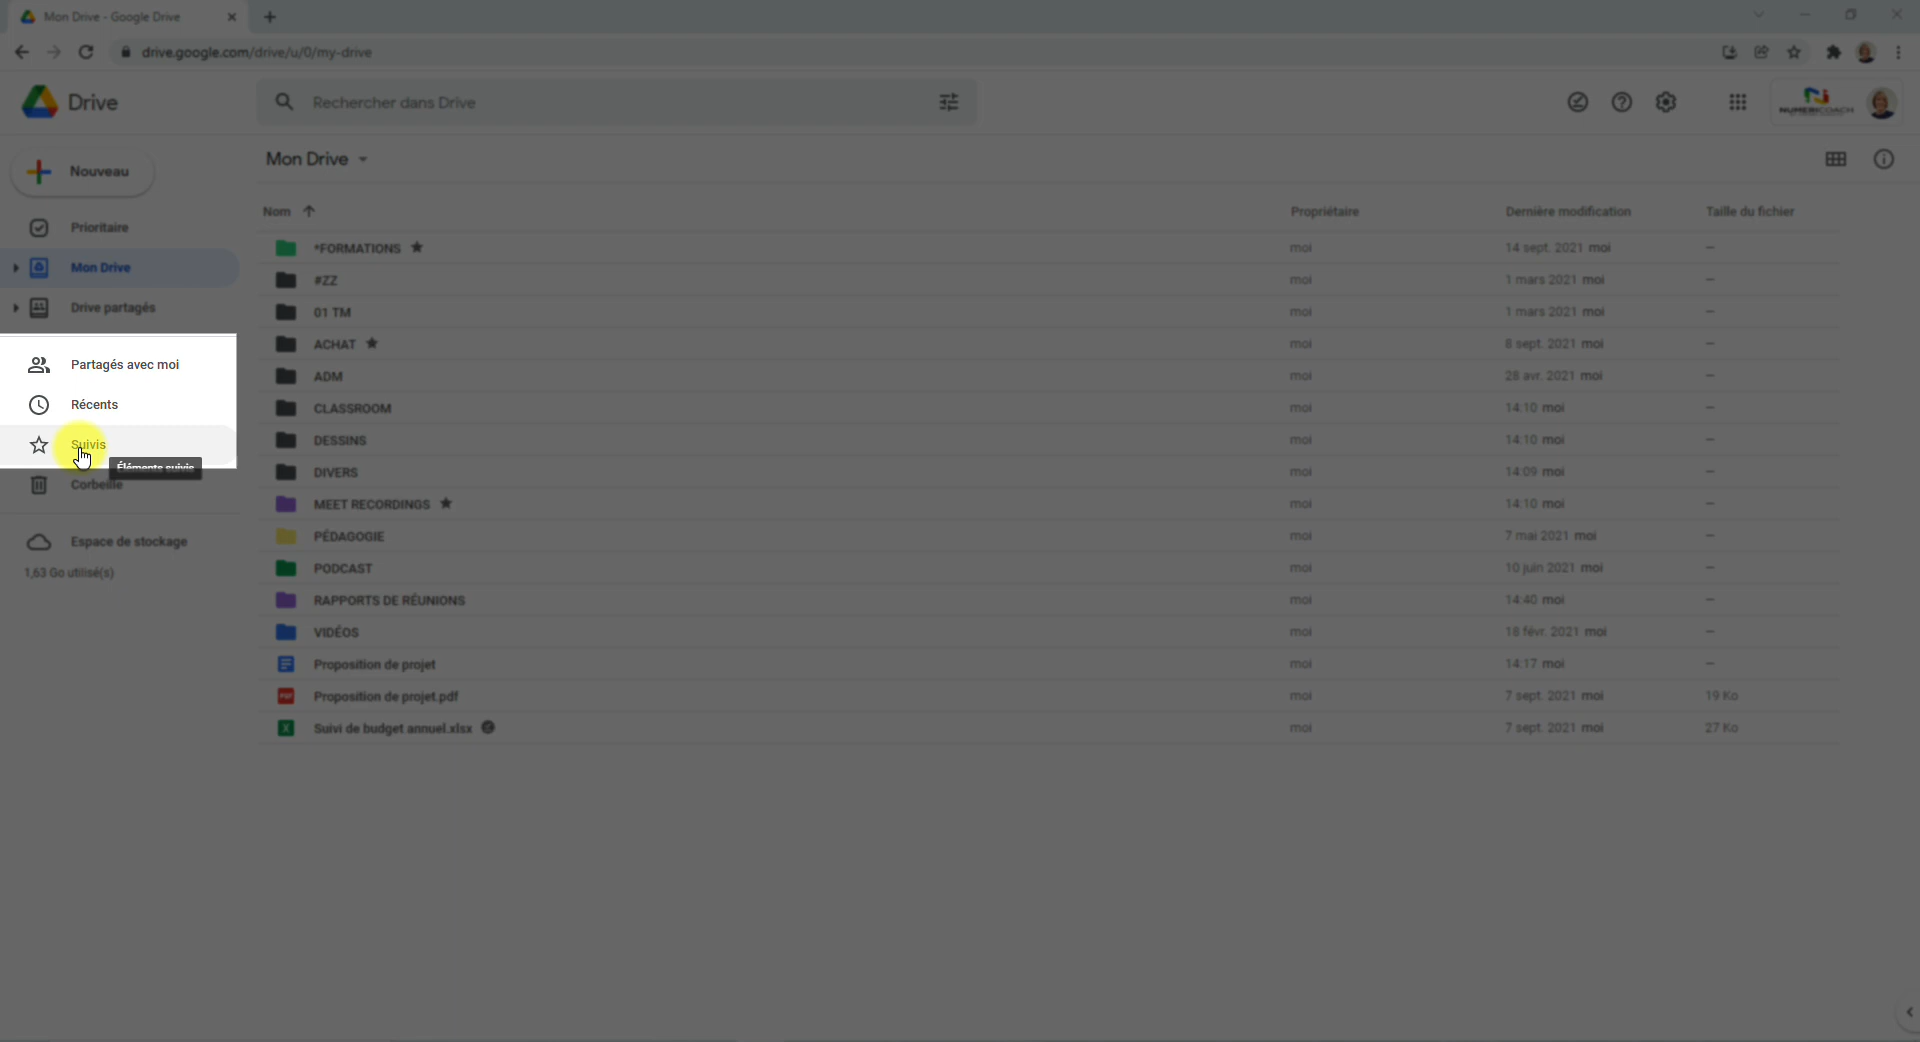 Mon Drive - Google Drive
drive.google.com/drive/u/0/my-drive
Drive
Rechercher dans Drive
NUMERICOACH
Nouveau
Mon Drive
Prioritaire
Mon Drive
Drive partagés
Partagés avec moi
Récents
Suivis
Éléments suivis
Corbeille
Espace de stockage
1,63 Go utilisé(s)
Nom Propriétaire Dernière modification Taille du fichier
*FORMATIONS moi 14 sept. 2021 moi –
#ZZ moi 1 mars 2021 moi –
01 TM moi 1 mars 2021 moi –
ACHAT moi 8 sept. 2021 moi –
ADM moi 28 avr. 2021 moi –
CLASSROOM moi 14:10 moi –
DESSINS moi 14:10 moi –
DIVERS moi 14:09 moi –
MEET RECORDINGS moi 14:10 moi –
PÉDAGOGIE moi 7 mai 2021 moi –
PODCAST moi 10 juin 2021 moi –
RAPPORTS DE RÉUNIONS moi 14:40 moi –
VIDÉOS moi 18 févr. 2021 moi –
Proposition de projet moi 14:17 moi –
Proposition de projet.pdf moi 7 sept. 2021 moi 19 Ko
Suivi de budget annuel.xlsx moi 7 sept. 2021 moi 27 Ko